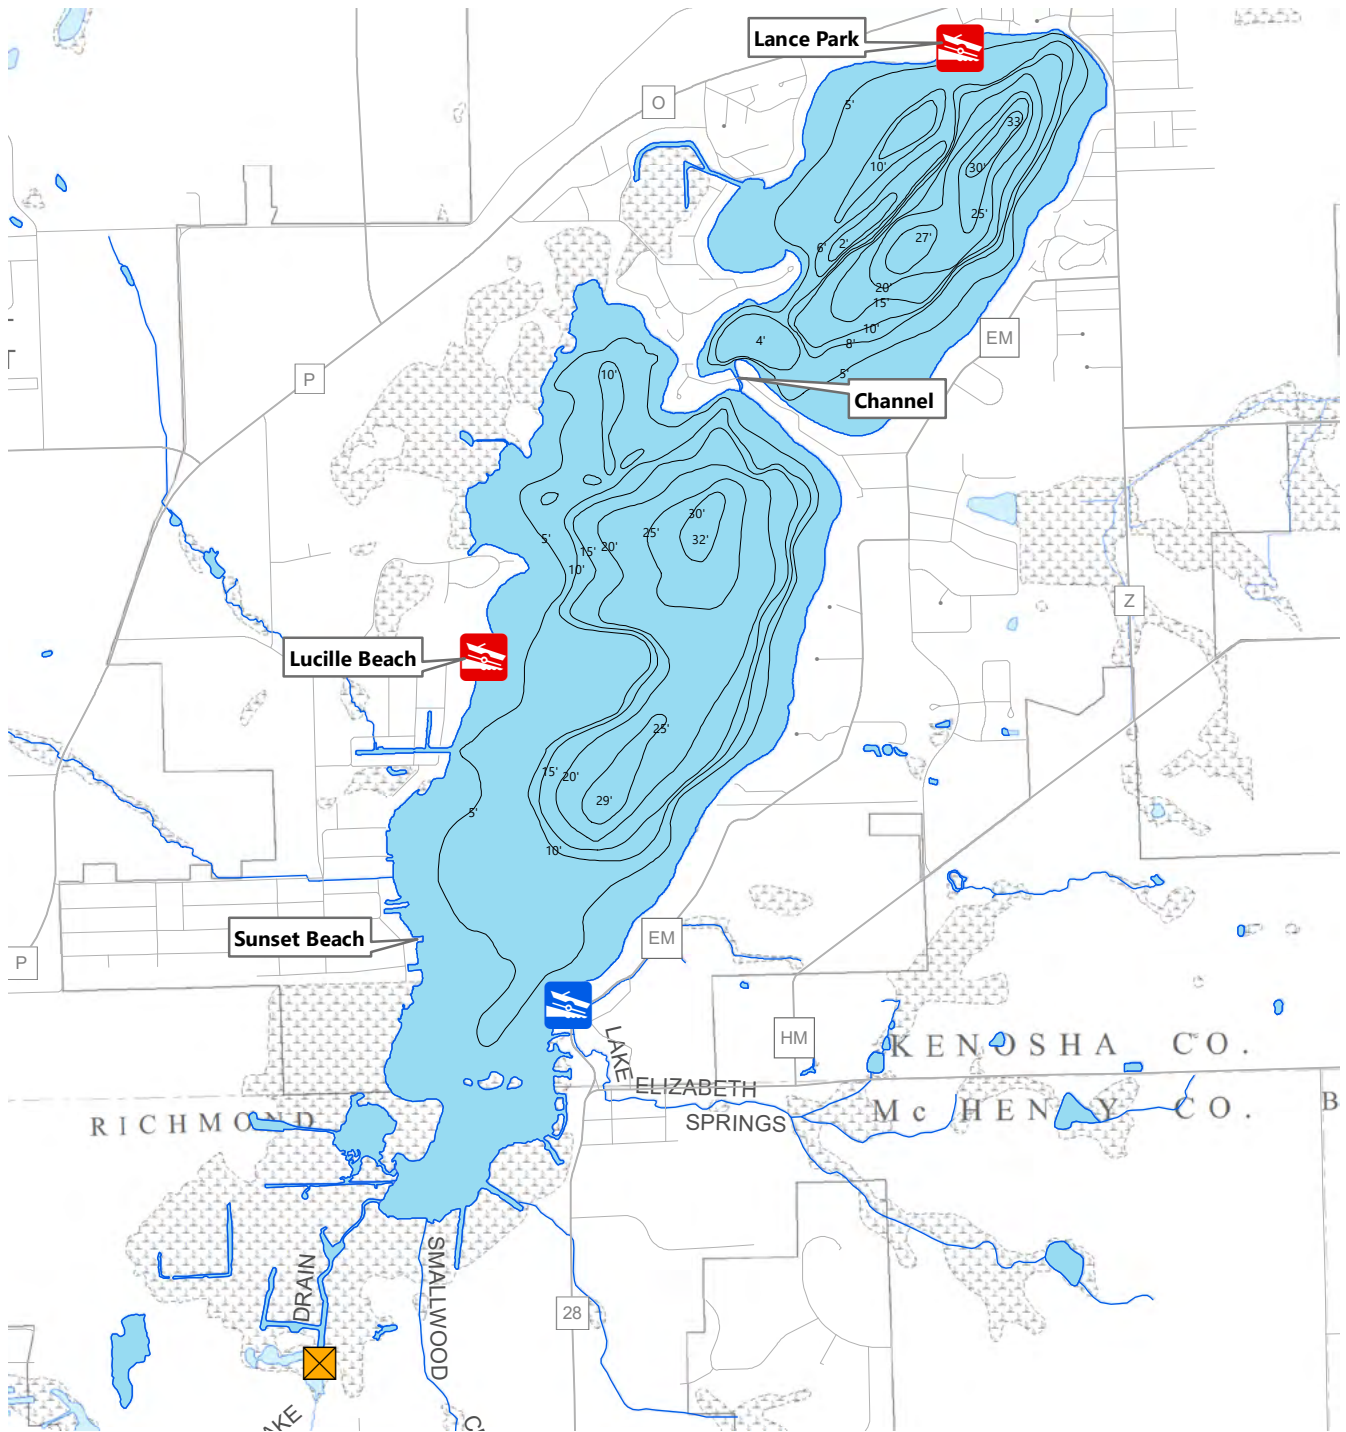 Lance Park
O
5'
33
10'
30'
25'
6'
2'
27'
20'
15'
10'
8'
5'
4'
EM
Channel
P
10'
30'
25'
32'
5'
15'
20'
10'
Z
Lucille Beach
25'
15'
20'
29'
5'
10'
Sunset Beach
EM
P
HM
KENOSHA CO.
LAKE
ELIZABETH
SPRINGS
RICHMOND
McHENRY CO.
B
T
DRAIN
SMALLWOOD
28
AKE